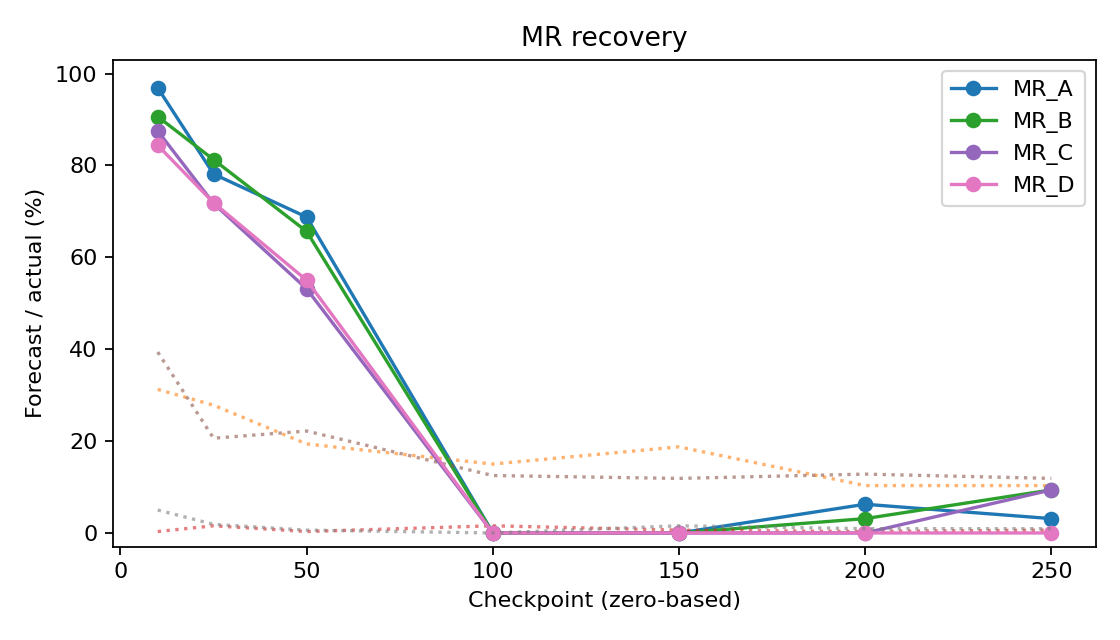 MR recovery
Forecast / actual (%)
100
80
60
40
20
0
MR_A
MR_B
MR_C
MR_D
0 50 100 150 200 250
Checkpoint (zero-based)